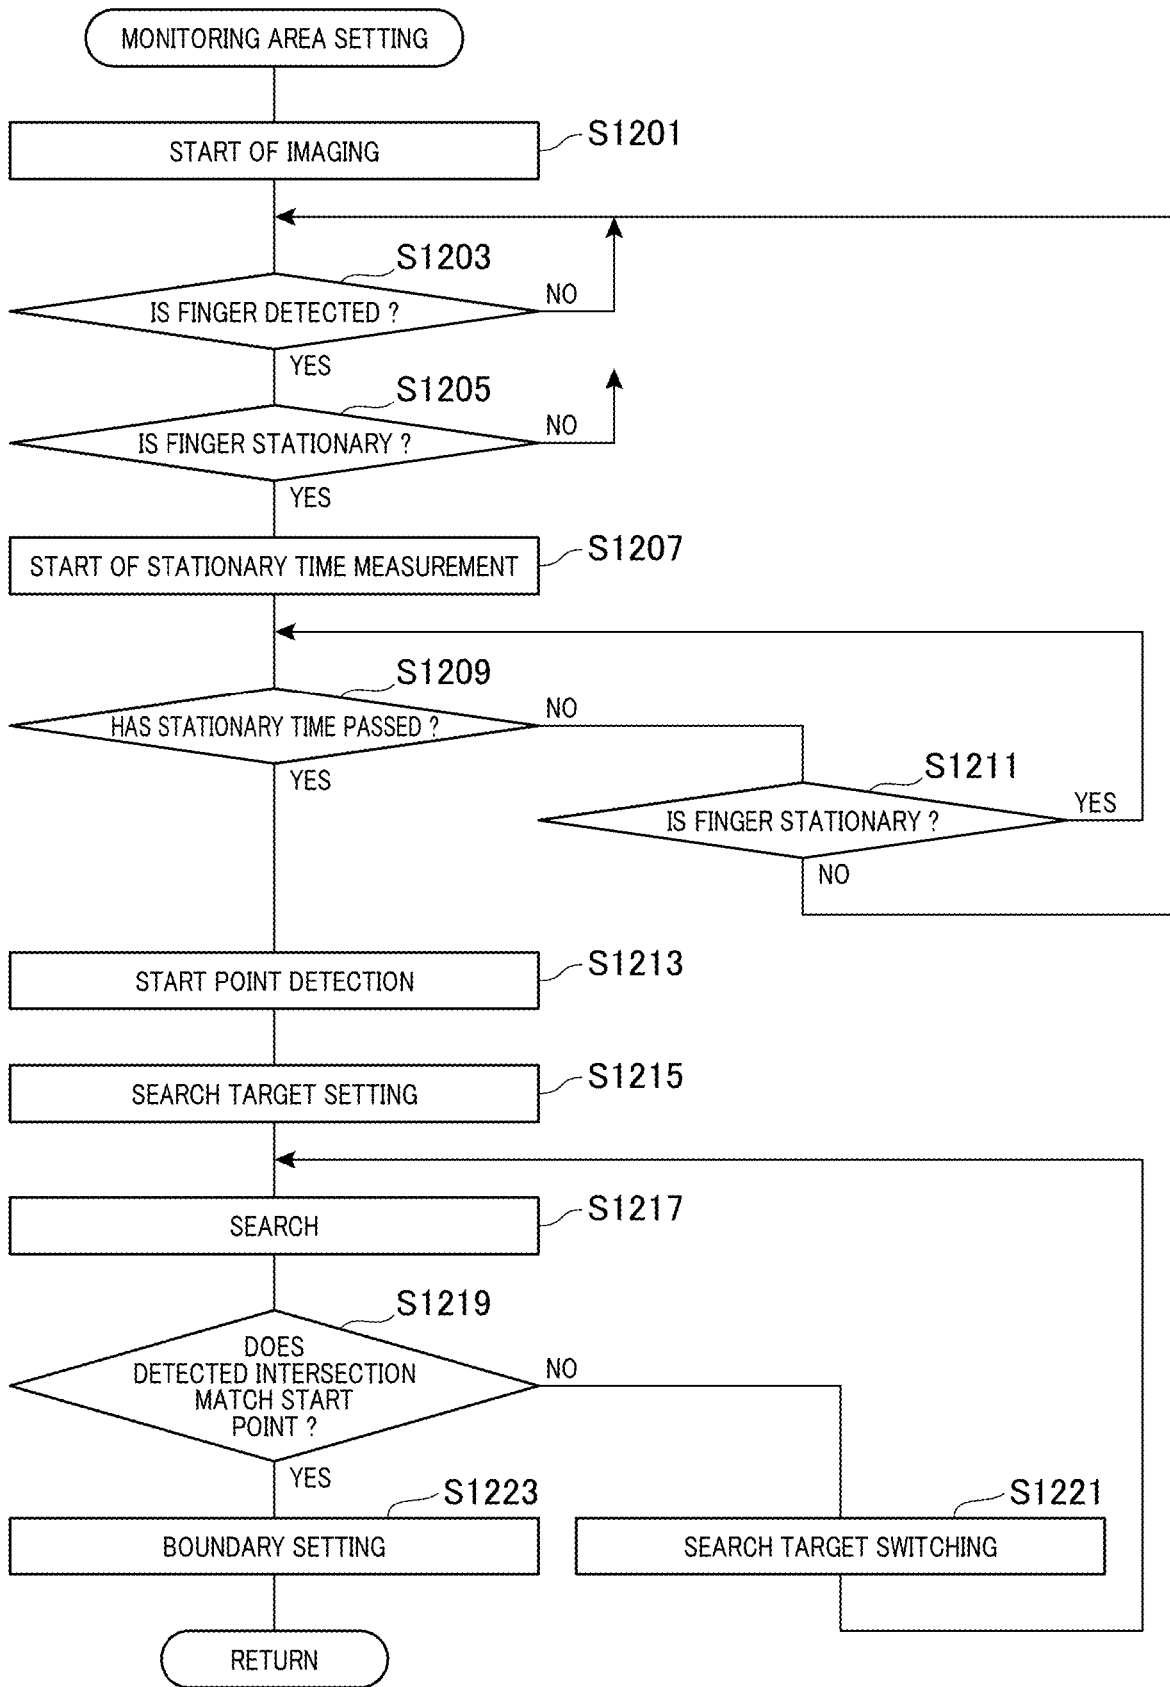 MONITORING AREA SETTING
S1201
START OF IMAGING
S1203
IS FINGER DETECTED ?
NO
YES
S1205
IS FINGER STATIONARY ?
NO
YES
S1207
START OF STATIONARY TIME MEASUREMENT
S1209
HAS STATIONARY TIME PASSED ?
NO
YES
S1211
IS FINGER STATIONARY ?
YES
NO
S1213
START POINT DETECTION
S1215
SEARCH TARGET SETTING
S1217
SEARCH
S1219
DOES
DETECTED INTERSECTION
MATCH START
POINT ?
NO
YES
S1223
BOUNDARY SETTING
S1221
SEARCH TARGET SWITCHING
RETURN